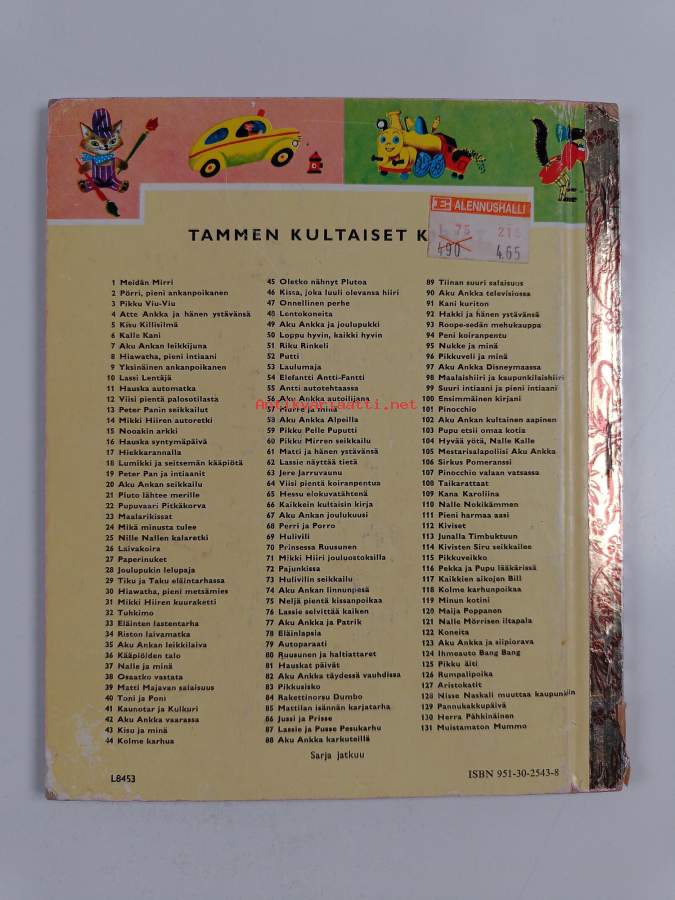 E ALENNUSHALLI
1 75 215
490 4.65
TAMMEN KULTAISET K
1 Meidän Mirri
2 Pörri, pieni ankanpoikanen
3 Pikku Viu-Viu
4 Atte Ankka ja hänen ystävänsä
5 Kisu Killisilmä
6 Kalle Kani
7 Aku Ankan leikkijuna
8 Hiawatha, pieni intiaani
9 Yksinäinen ankanpoikanen
10 Lassi Lentäjä
11 Hauska automatka
12 Viisi pientä palosotilasta
13 Peter Panin seikkailut
14 Mikki Hiiren autoretki
15 Nooakin arkki
16 Hauska syntymäpäivä
17 Hiekkarannalla
18 Lumikki ja seitsemän kääpiötä
19 Peter Pan ja intiaanit
20 Aku Ankan seikkailu
21 Pluto lähtee merille
22 Pupuvaari Pitkäkorva
23 Maalarikissat
24 Mikä minusta tulee
25 Nille Nallen kalaretki
26 Laivakoira
27 Paperinuket
28 Joulupukin lelupaja
29 Tiku ja Taku eläintarhassa
30 Hiawatha, pieni metsämies
31 Mikki Hiiren kuuraketti
32 Tuhkimo
33 Eläinten lastentarha
34 Riston laivamatka
35 Aku Ankan leikkilaiva
36 Kääpiöiden talo
37 Nalle ja minä
38 Osaatko vastata
39 Matti Majavan salaisuus
40 Toni ja Poni
41 Kaunotar ja Kulkuri
42 Aku Ankka vaarassa
43 Kisu ja minä
44 Kolme karhua
45 Oletko nähnyt Plutoa
46 Kissa, joka luuli olevansa hiiri
47 Onnellinen perhe
48 Lentokoneita
49 Aku Ankka ja joulupukki
50 Loppu hyvin, kaikki hyvin
51 Riku Rinkeli
52 Putti
53 Laulumaja
54 Elefantti Antti-Fantti
55 Antti autotehtaassa
56 Aku Ankka autoilijana
57 Murre ja minä
58 Aku Ankka Alpeilla
59 Pikku Pelle Puputti
60 Pikku Mirren seikkailu
61 Matti ja hänen ystävänsä
62 Lassie näyttää tietä
63 Jere Jarruvaunu
64 Viisi pientä koiranpentua
65 Hessu elokuvatähtenä
66 Kaikkein kultaisin kirja
67 Aku Ankan joulukuusi
68 Perri ja Porro
69 Hulivili
70 Prinsessa Ruusunen
71 Mikki Hiiri jouluostoksilla
72 Pajunkissa
73 Hulivilin seikkailu
74 Aku Ankan linnunpesä
75 Neljä pientä kissanpoikaa
76 Lassie selvittää kaiken
77 Aku Ankka ja Patrik
78 Eläinlapsia
79 Autoparaati
80 Ruusunen ja haltiattaret
81 Hauskat päivät
82 Aku Ankka täydessä vauhdissa
83 Pikkusisko
84 Rakettinorsu Dumbo
85 Mattilan isännän karjatarha
86 Jussi ja Prisse
87 Lassie ja Pusse Pesukarhu
88 Aku Ankka karkuteillä
89 Tiinan suuri salaisuus
90 Aku Ankka televisiossa
91 Kani kuriton
92 Hakki ja hänen ystävänsä
93 Roope-sedän mehukauppa
94 Peni koiranpentu
95 Nukke ja minä
96 Pikkuveli ja minä
97 Aku Ankka Disneymaassa
98 Maalaishiiri ja kaupunkilaishiiri
99 Suuri intiaani ja pieni intiaani
100 Ensimmäinen kirjani
101 Pinocchio
102 Aku Ankan kultainen aapinen
103 Pupu etsii omaa kotia
104 Hyvää yötä, Nalle Kalle
105 Mestarisalapoliisi Aku Ankka
106 Sirkus Pomeranssi
107 Pinocchio valaan vatsassa
108 Taikarattaat
109 Kana Karoliina
110 Nalle Nokikämmen
111 Pieni harmaa aasi
112 Kiviset
113 Junalla Timbuktuun
114 Kivisten Siru seikkailee
115 Pikkuveikko
116 Pekka ja Pupu lääkärissä
117 Kaikkien aikojen Bill
118 Kolme karhunpoikaa
119 Minun kotini
120 Maija Poppanen
121 Nalle Mörrisen iltapala
122 Koneita
123 Aku Ankka ja siipiorava
124 Ihmeauto Bang Bang
125 Pikku äiti
126 Rumpalipoika
127 Aristokatit
128 Nisse Naskali muuttaa kaupunkiin
129 Pannukakkupäivä
130 Herra Pähkinäinen
131 Muistamaton Mummo
Sarja jatkuu
L8453
ISBN 951-30-2543-8
Antikvariaatti.net